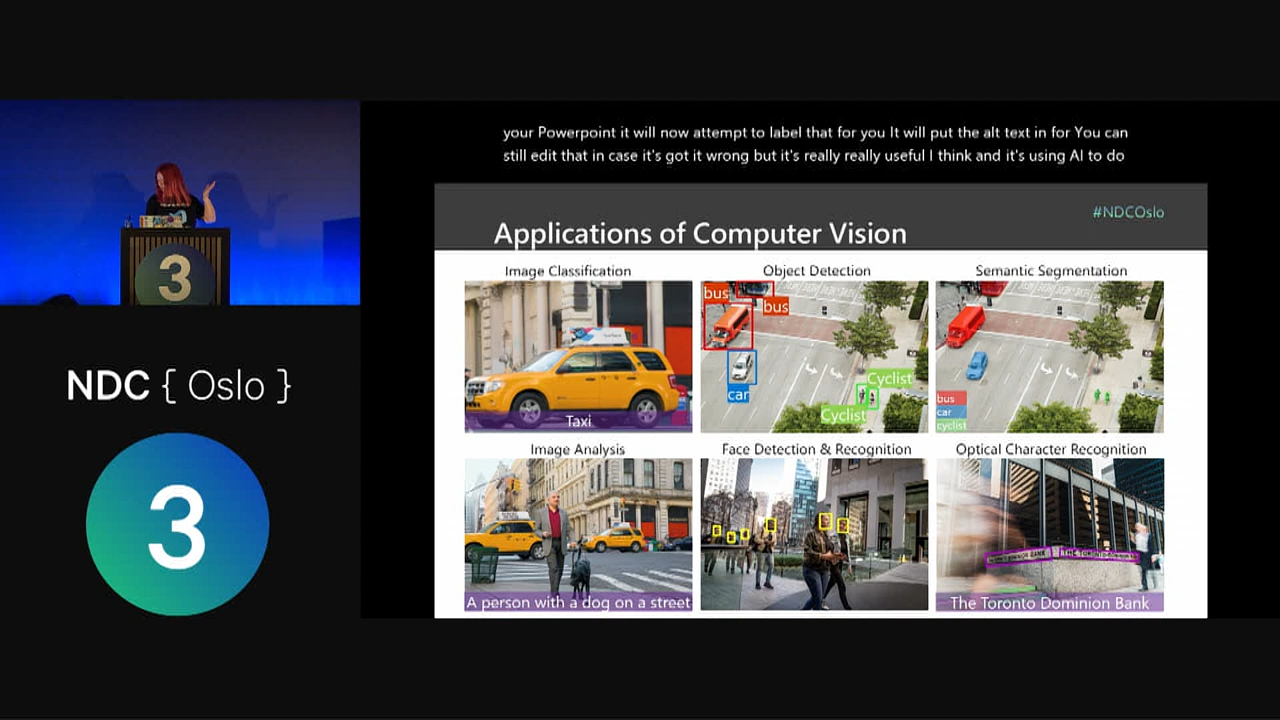 your Powerpoint it will now attempt to label that for you It will put the alt text in for You can
still edit that in case it's got it wrong but it's really really useful I think and it's using AI to do
#NDCOslo
Applications of Computer Vision
Image Classification
Object Detection
Semantic Segmentation
Taxi
bus
bus
car
Cyclist
Cyclist
bus
car
cyclist
Image Analysis
Face Detection & Recognition
Optical Character Recognition
A person with a dog on a street
THE TORONTO-DOMINION
The Toronto Dominion Bank
3
NDC { Oslo }
3